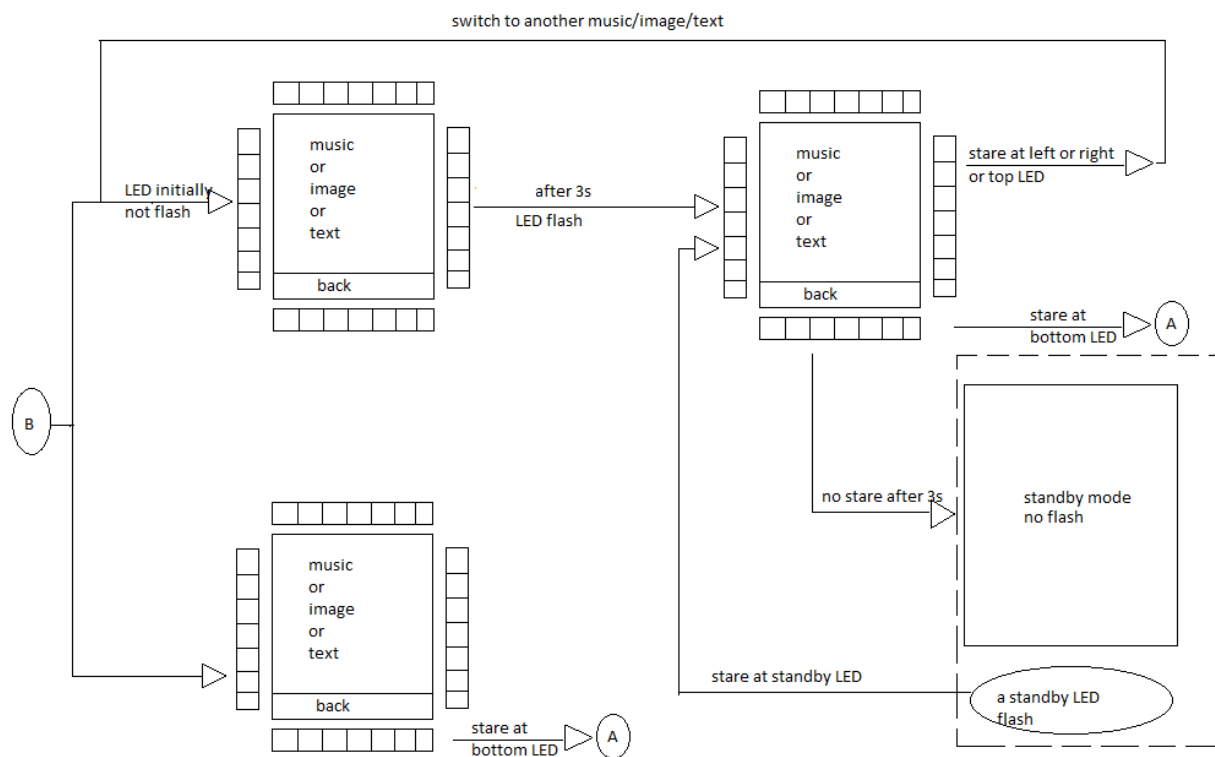 switch to another music/image/text
music
or
image
or
text
back
LED initially
not flash
after 3s
LED flash
music
or
image
or
text
back
stare at left or right
or top LED
stare at
bottom LED
A
B
no stare after 3s
standby mode
no flash
music
or
image
or
text
back
stare at standby LED
a standby LED
flash
stare at
bottom LED
A